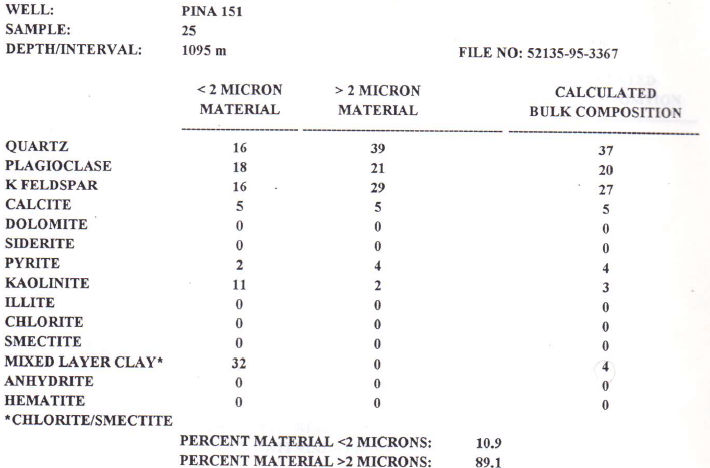 WELL: PINA 151
SAMPLE: 25
DEPTH/INTERVAL: 1095 m FILE NO: 52135-95-3367
< 2 MICRON > 2 MICRON CALCULATED
MATERIAL MATERIAL BULK COMPOSITION
QUARTZ 16 39 37
PLAGIOCLASE 18 21 20
K FELDSPAR 16 29 27
CALCITE 5 5 5
DOLOMITE 0 0 0
SIDERITE 0 0 0
PYRITE 2 4 4
KAOLINITE 11 2 3
ILLITE 0 0 0
CHLORITE 0 0 0
SMECTITE 0 0 0
MIXED LAYER CLAY* 32 0 4
ANHYDRITE 0 0 0
HEMATITE 0 0 0
*CHLORITE/SMECTITE
PERCENT MATERIAL <2 MICRONS: 10.9
PERCENT MATERIAL >2 MICRONS: 89.1